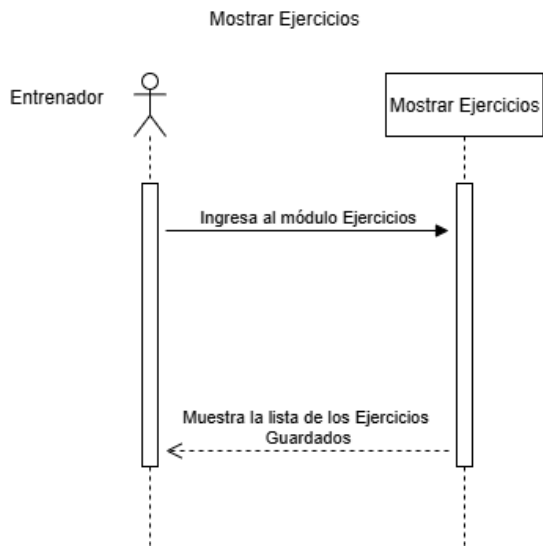 Mostrar Ejercicios
Entrenador
Mostrar Ejercicios
Ingresa al módulo Ejercicios
Muestra la lista de los Ejercicios
Guardados